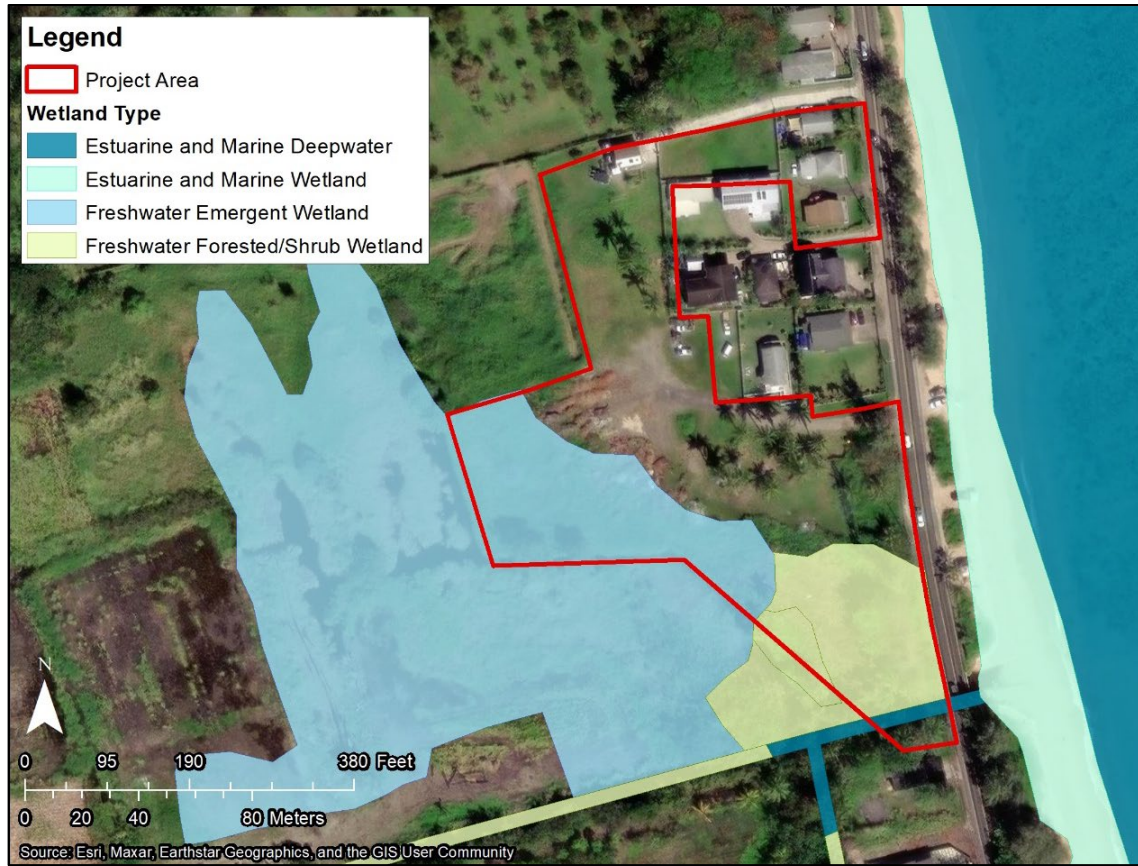 Legend
Project Area
Wetland Type
Estuarine and Marine Deepwater
Estuarine and Marine Wetland
Freshwater Emergent Wetland
Freshwater Forested/Shrub Wetland
N
0 95 190 380 Feet
0 20 40 80 Meters
Source: Esri, Maxar, Earthstar Geographics, and the GIS User Community